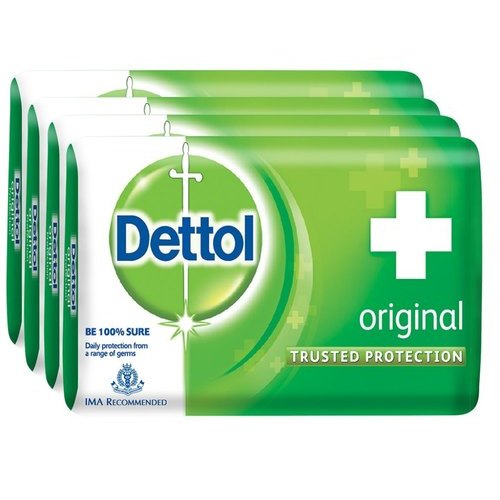 Dettol
original
TRUSTED PROTECTION
BE 100% SURE
Daily protection from
a range of germs
IMA RECOMMENDED